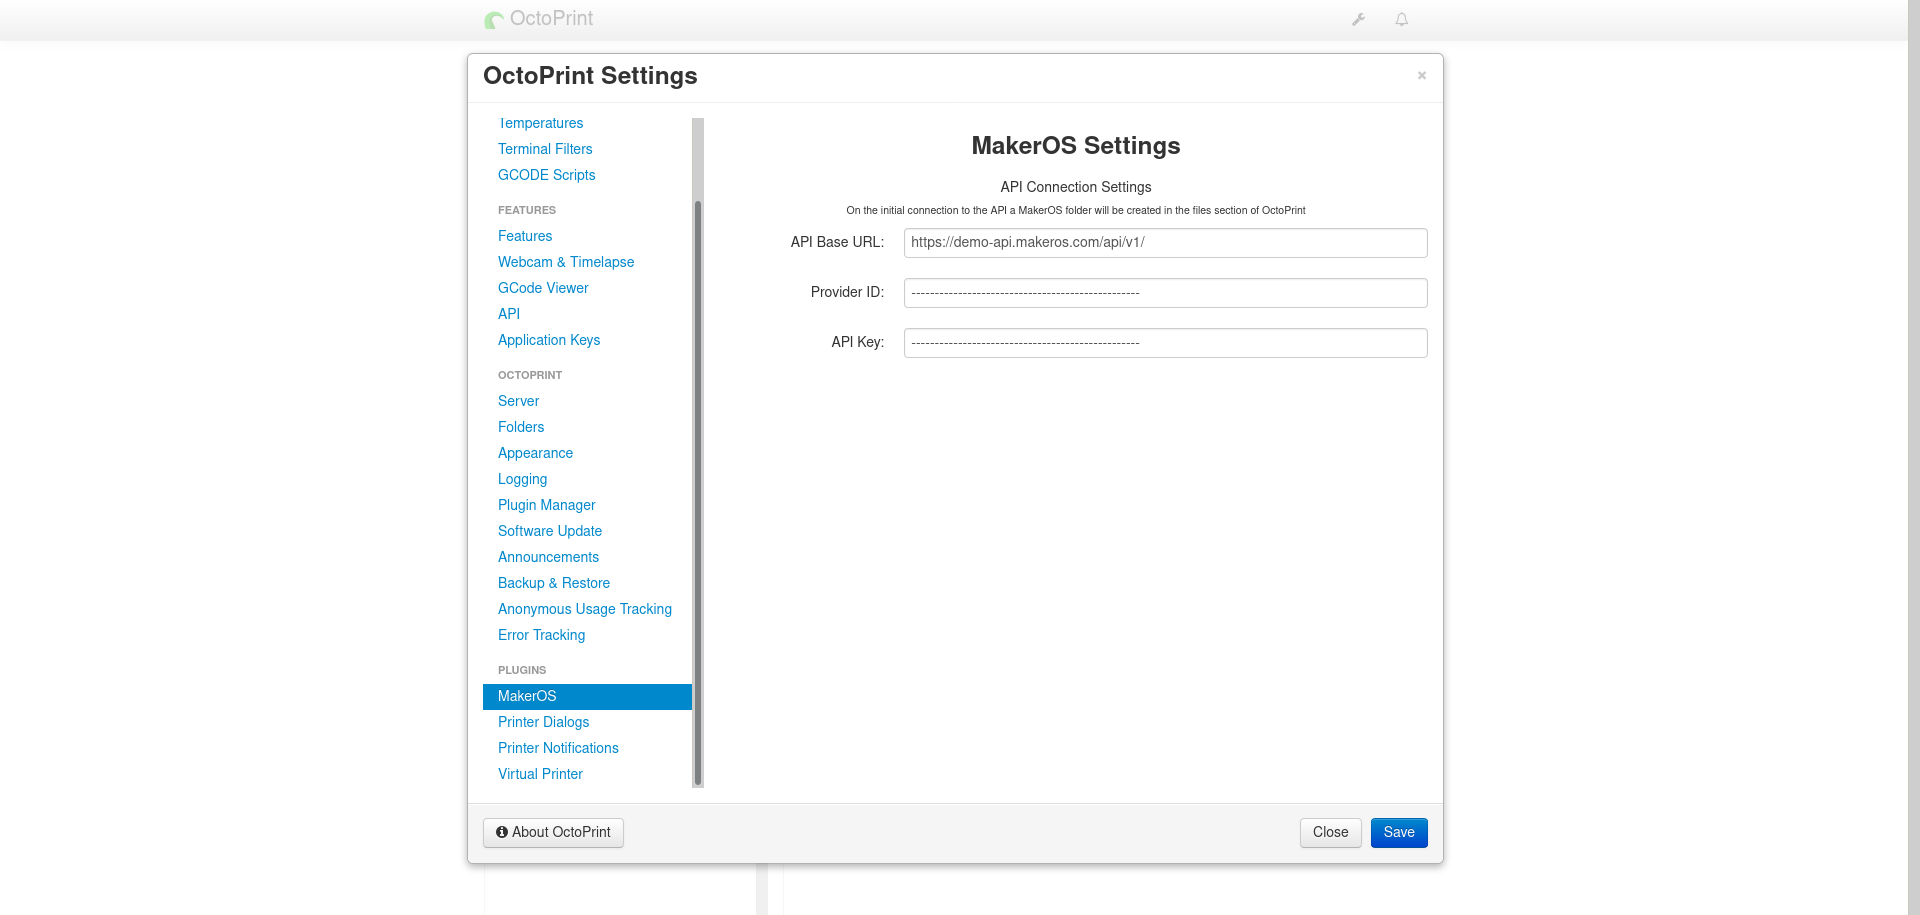 OctoPrint
OctoPrint Settings
×
Temperatures
Terminal Filters
GCODE Scripts
FEATURES
Features
Webcam & Timelapse
GCode Viewer
API
Application Keys
OCTOPRINT
Server
Folders
Appearance
Logging
Plugin Manager
Software Update
Announcements
Backup & Restore
Anonymous Usage Tracking
Error Tracking
PLUGINS
MakerOS
Printer Dialogs
Printer Notifications
Virtual Printer
MakerOS Settings
API Connection Settings
On the initial connection to the API a MakerOS folder will be created in the files section of OctoPrint
API Base URL: https://demo-api.makeros.com/api/v1/
Provider ID: -------------------------------------------------
API Key: -------------------------------------------------
About OctoPrint
Close
Save